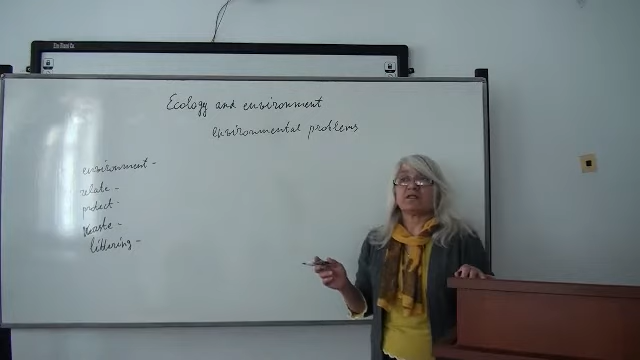 Ecology and environment
environmental problems
environment -
relate -
protect -
waste -
littering -